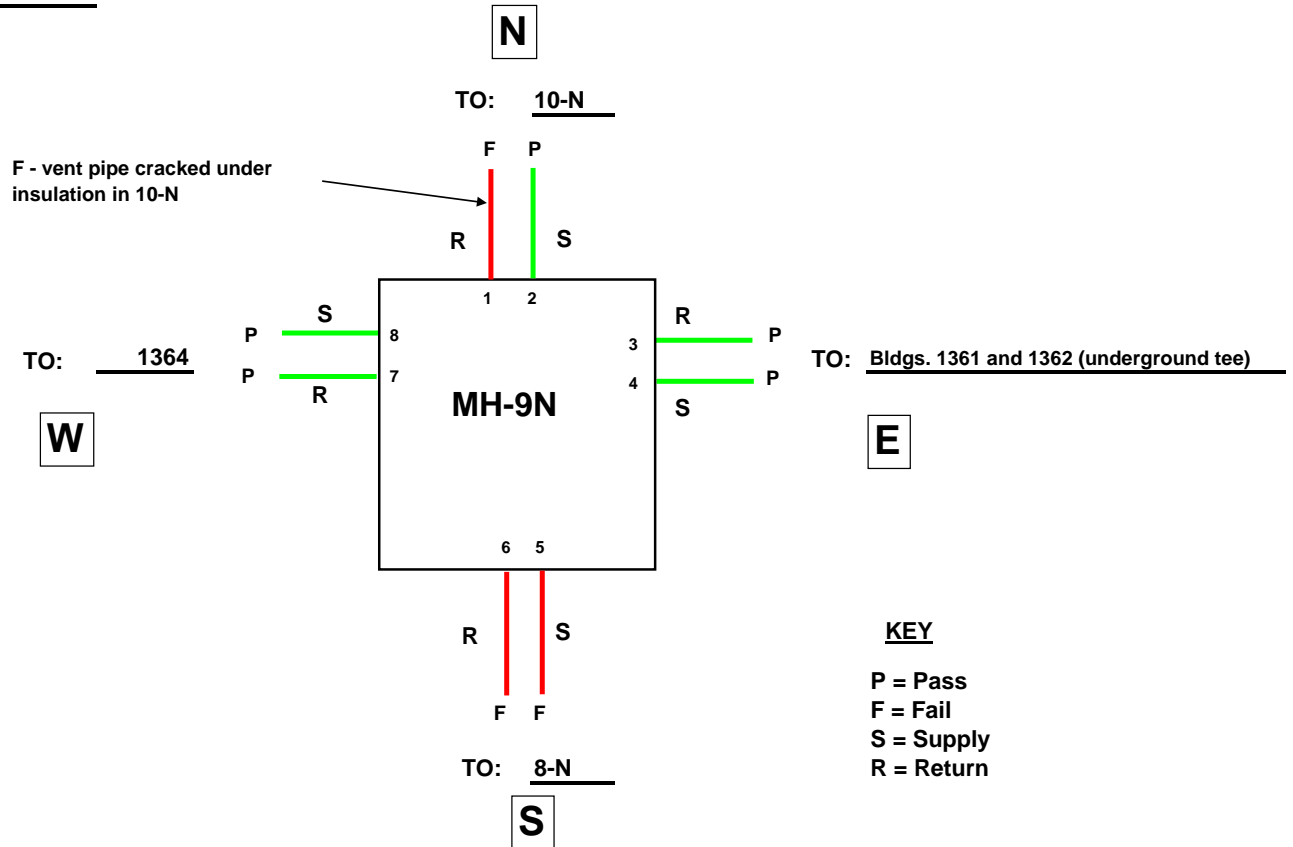 N
TO: 10-N
F P
F - vent pipe cracked under
insulation in 10-N
R S
1 2
S
P 8
R
3 P
TO: 1364
P 7
R
4 P
S
TO: Bldgs. 1361 and 1362 (underground tee)
MH-9N
W
E
6 5
R S
F F
TO: 8-N
S
KEY
P = Pass
F = Fail
S = Supply
R = Return